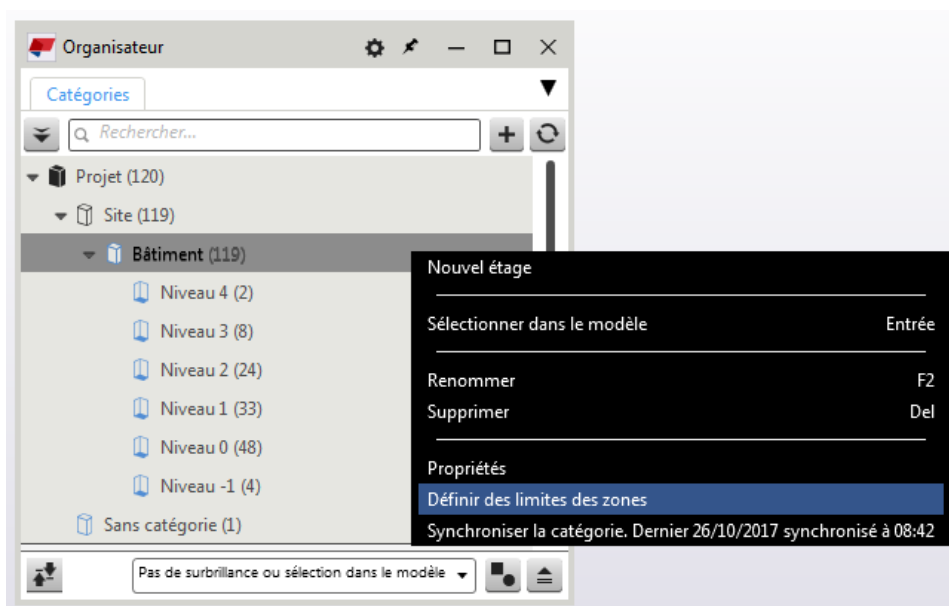 Organisateur
Catégories
Rechercher...
Projet (120)
Site (119)
Bâtiment (119)
Niveau 4 (2)
Niveau 3 (8)
Niveau 2 (24)
Niveau 1 (33)
Niveau 0 (48)
Niveau -1 (4)
Sans catégorie (1)
Pas de surbrillance ou sélection dans le modèle
Nouvel étage
Sélectionner dans le modèle Entrée
Renommer F2
Supprimer Del
Propriétés
Définir des limites des zones
Synchroniser la catégorie. Dernier 26/10/2017 synchronisé à 08:42